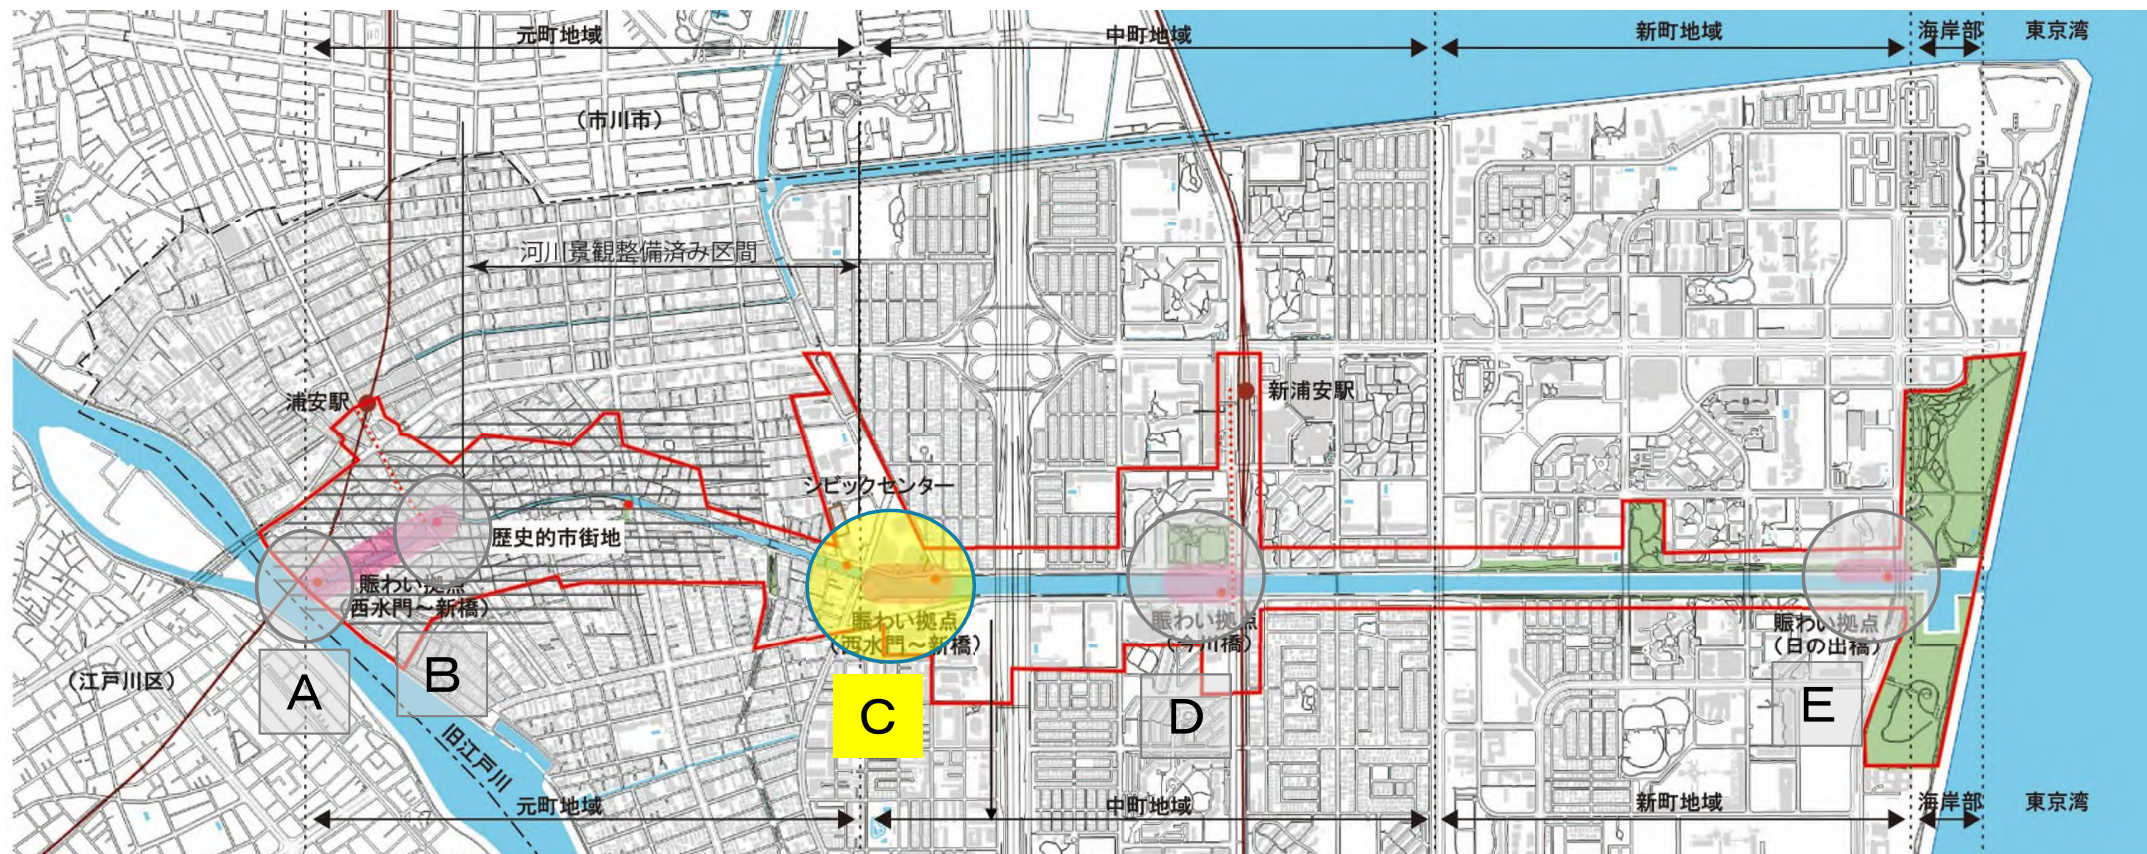 元町地域
中町地域
新町地域
海岸部
東京湾
（市川市）
河川景観整備済み区間
浦安駅
新浦安駅
シビックセンター
歴史的市街地
賑わい拠点
（西水門～新橋）
賑わい拠点
（西水門～新橋）
賑わい拠点
（今川橋）
賑わい拠点
（日の出橋）
（江戸川区）
A
B
C
D
E
旧江戸川
元町地域
中町地域
新町地域
海岸部
東京湾